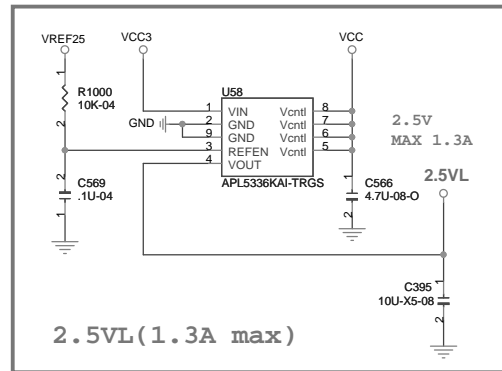 VREF25
VCC3
VCC
1
R1000
10K-04
2
U58
1 VIN Vcntl 8
GND 2 GND Vcntl 7
9 GND Vcntl 6
3 REFEN Vcntl 5
4 VOUT
APL5336KAI-TRGS
2.5V
MAX 1.3A
2
C569
.1U-04
1
1
C566
4.7U-08-O
2
2.5VL
1
C395
10U-X5-08
2
2.5VL(1.3A max)